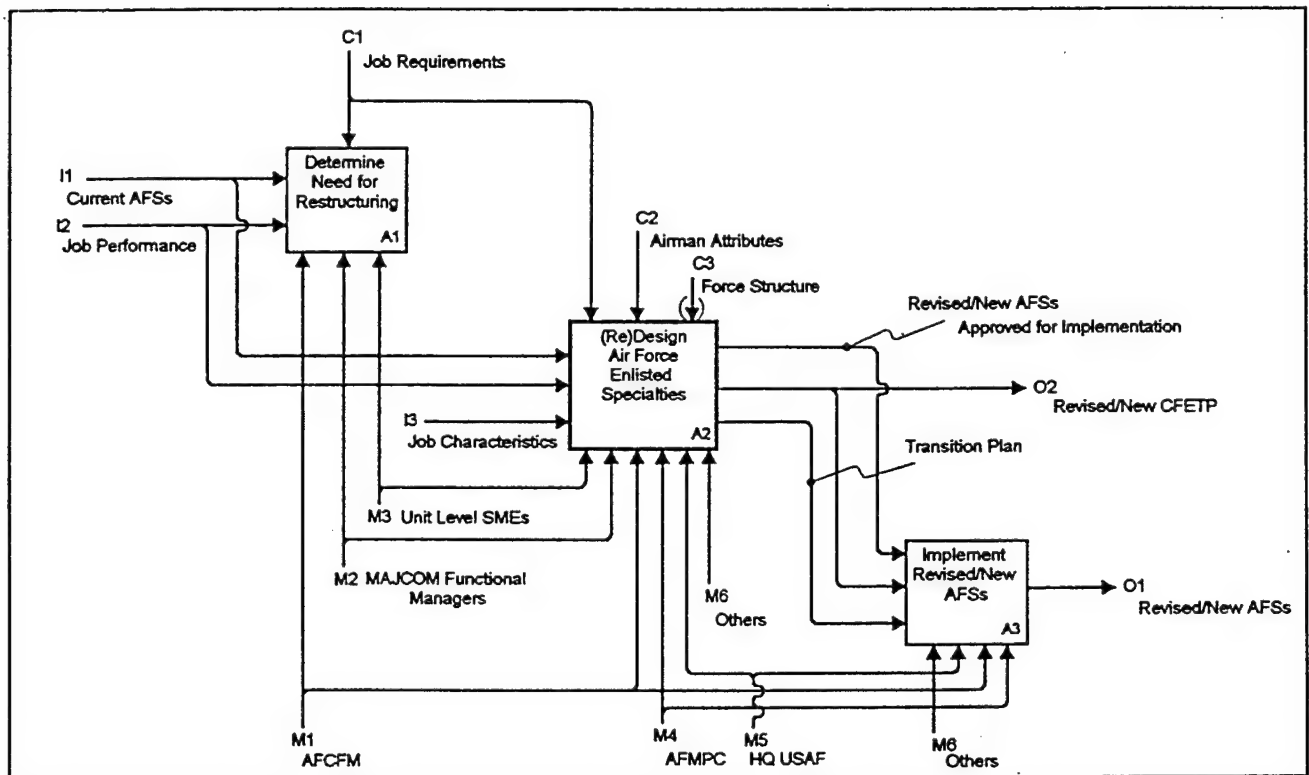 C1
Job Requirements
Determine
Need for
Restructuring
A1
I1
Current AFSs
I2
Job Performance
C2
Airman Attributes
C3
Force Structure
(Re)Design
Air Force
Enlisted
Specialties
A2
I3
Job Characteristics
Revised/New AFSs
Approved for Implementation
O2
Revised/New CFETP
Transition Plan
M3 Unit Level SMEs
M2 MAJCOM Functional
Managers
M6
Others
Implement
Revised/New
AFSs
A3
O1
Revised/New AFSs
M1
AFCFM
M4
AFMPC
M5
HQ USAF
M6
Others